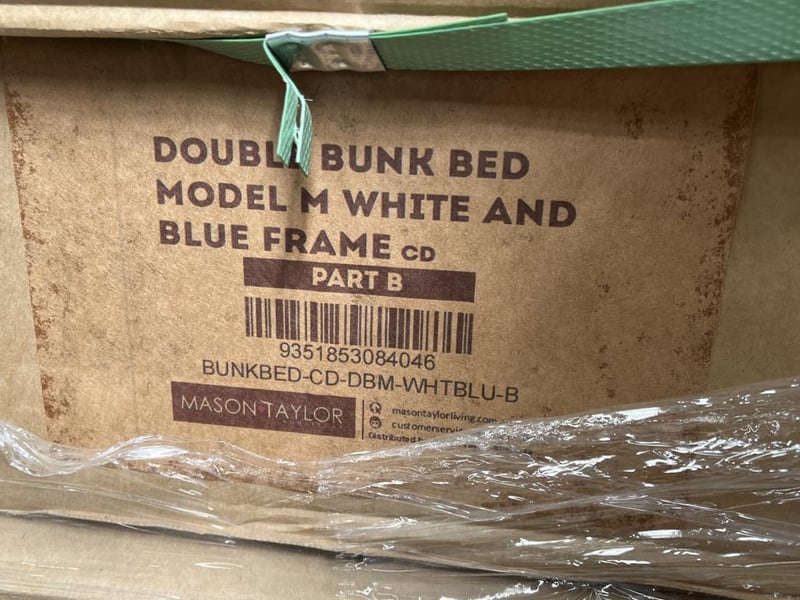 DOUBLE BUNK BED
MODEL M WHITE AND
BLUE FRAME CD
PART B
9351853084046
BUNKBED-CD-DBM-WHTBLU-B
MASON TAYLOR
masontaylorliving.com
Distributed